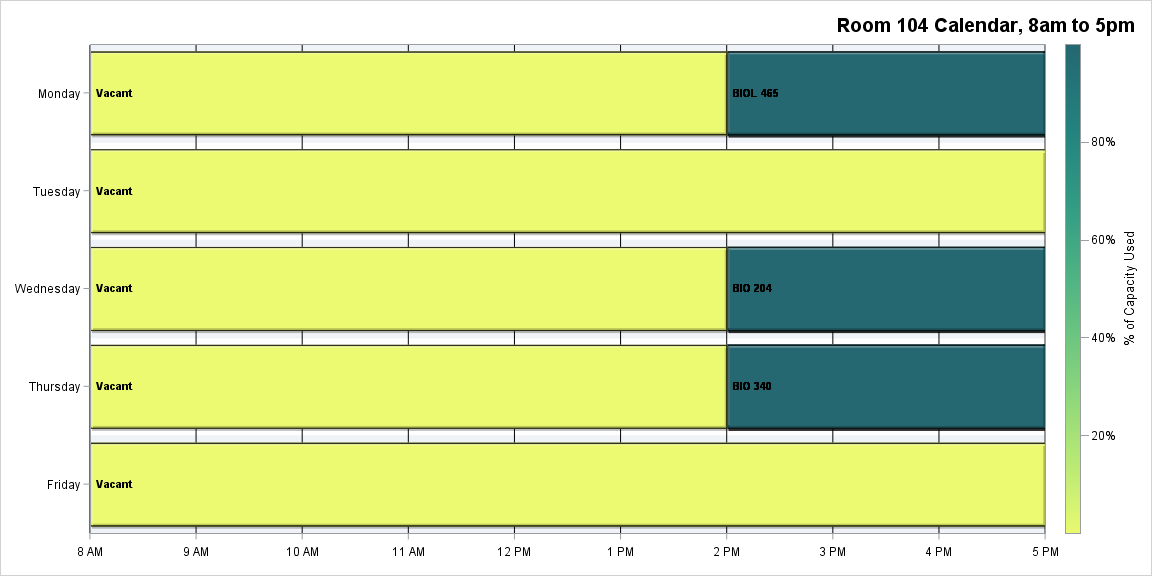 Room 104 Calendar, 8am to 5pm
Monday
Vacant
BIOL 465
Tuesday
Vacant
Wednesday
Vacant
BIO 204
Thursday
Vacant
BIO 340
Friday
Vacant
8 AM
9 AM
10 AM
11 AM
12 PM
1 PM
2 PM
3 PM
4 PM
5 PM
80%
60%
40%
20%
% of Capacity Used